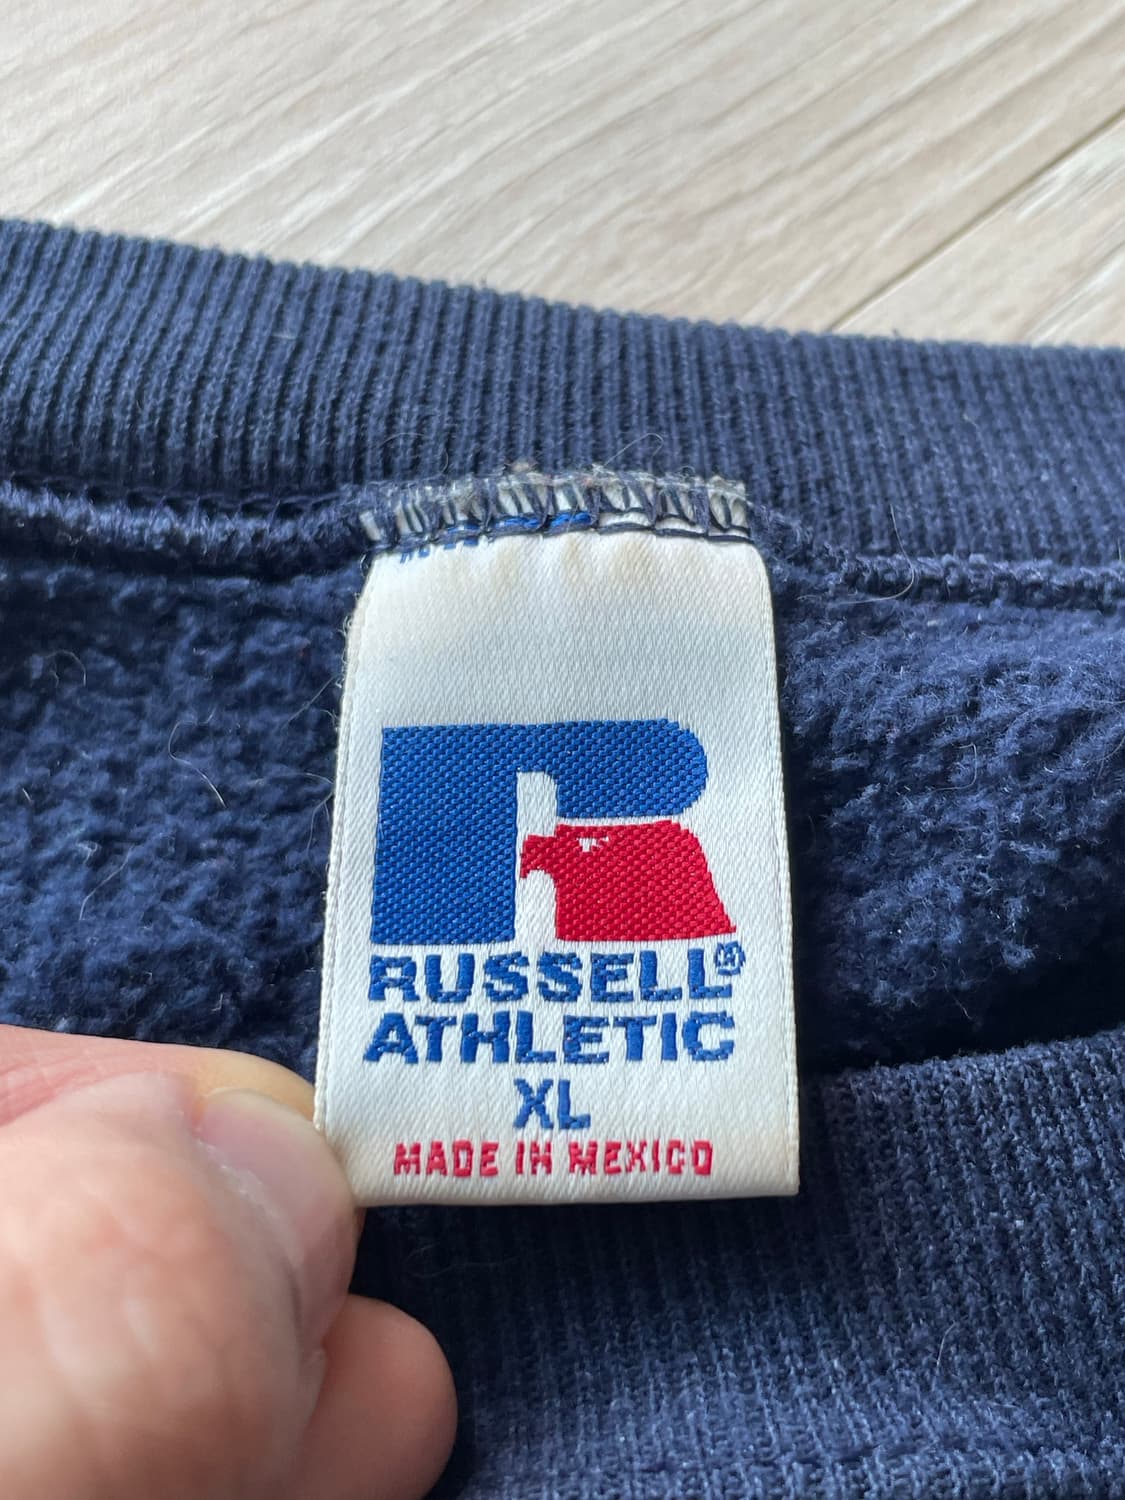 RUSSELL®
ATHLETIC
XL
MADE IN MEXICO